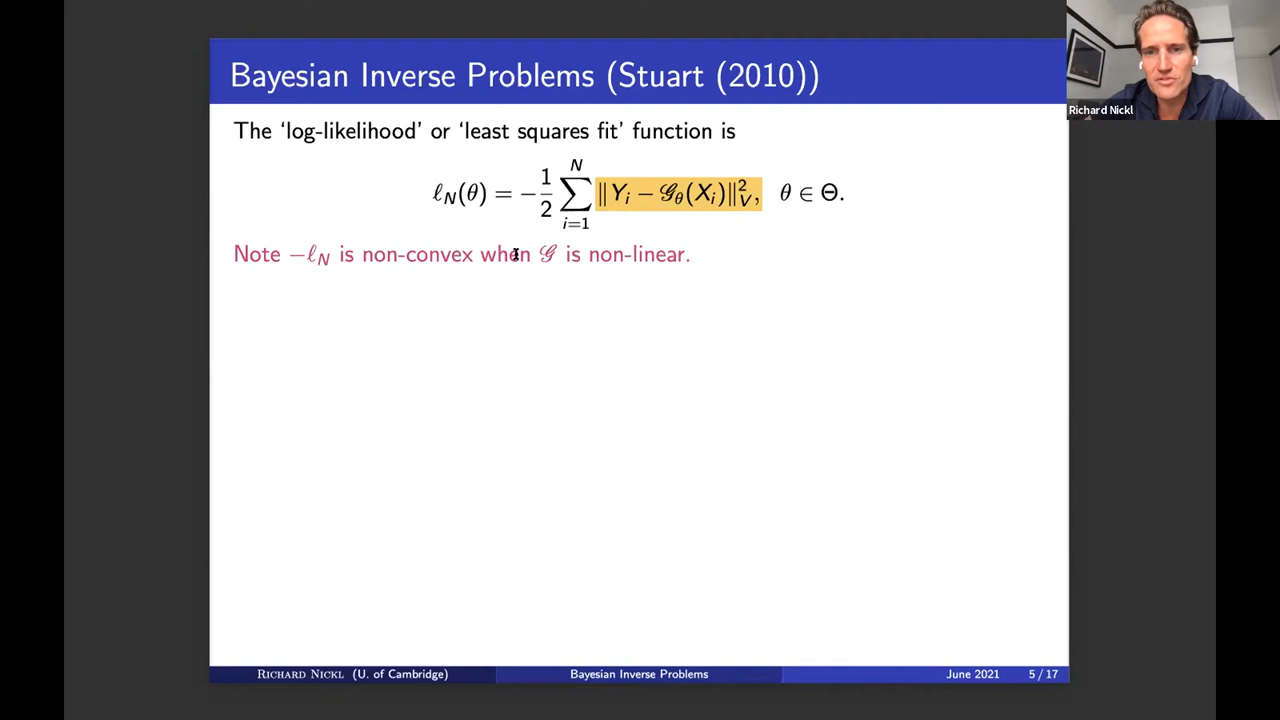 Bayesian Inverse Problems (Stuart (2010))
Richard Nickl
The ‘log-likelihood’ or ‘least squares fit’ function is
ℓ_N(θ) = −1/2 ∑_{i=1}^{N} ‖Y_i − 𝒢_θ(X_i)‖²_V, θ ∈ Θ.
Note −ℓ_N is non-convex when 𝒢 is non-linear.
RICHARD NICKL (U. of Cambridge) Bayesian Inverse Problems June 2021 5 / 17